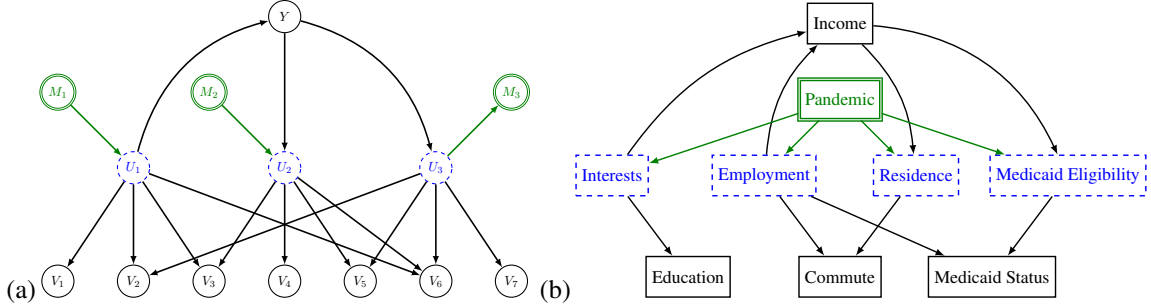 Y
M₁ M₂ M₃
U₁ U₂ U₃
V₁ V₂ V₃ V₄ V₅ V₆ V₇
(a)
Income
Pandemic
Interests Employment Residence Medicaid Eligibility
Education Commute Medicaid Status
(b)